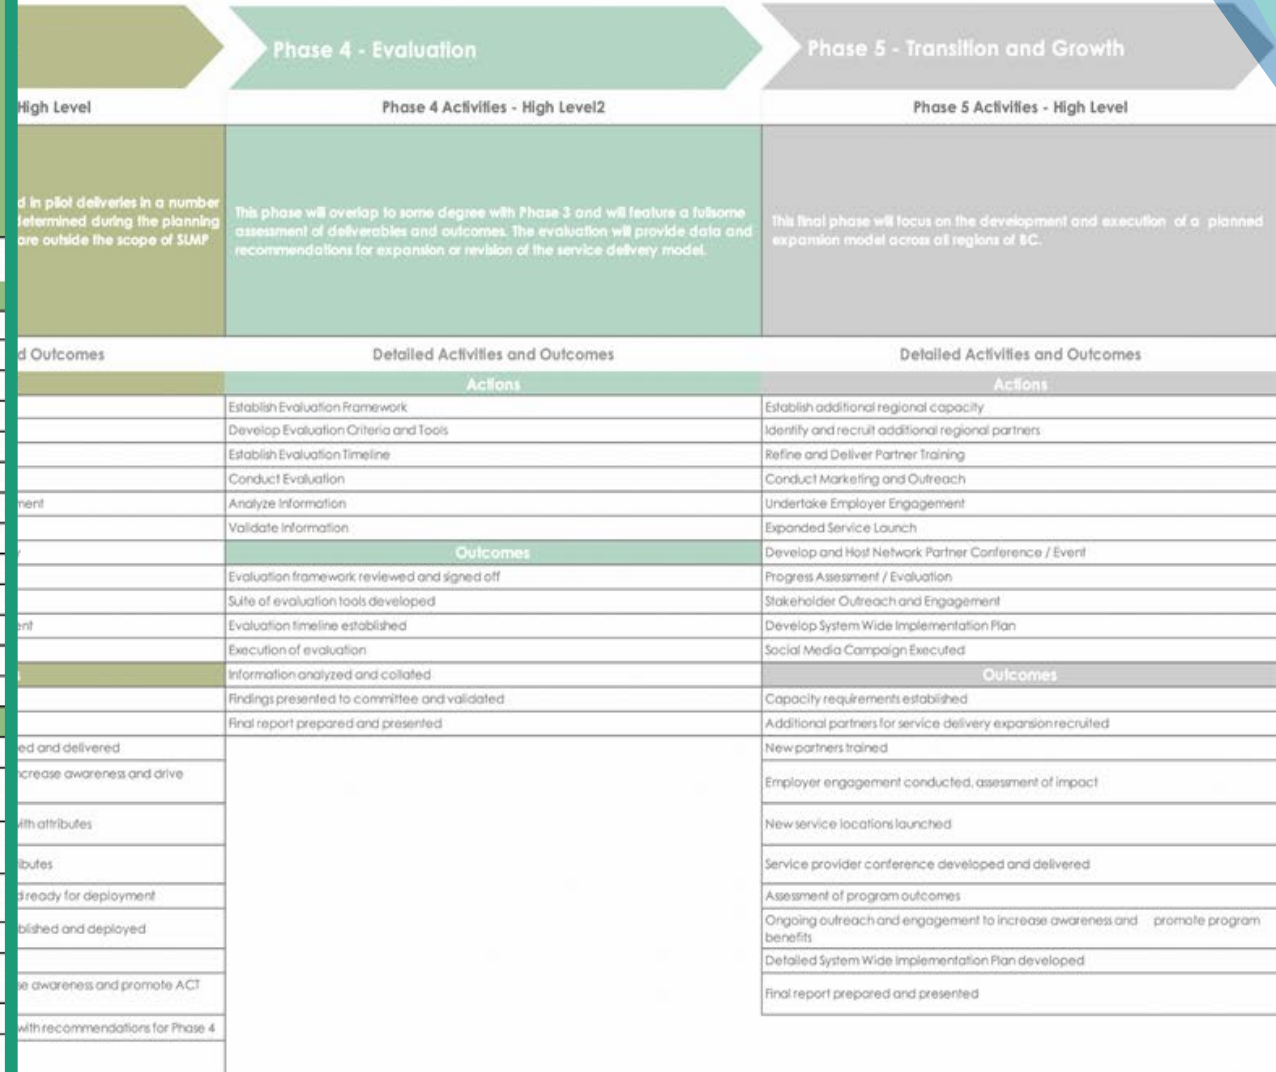 Phase 4 - Evaluation
Phase 5 - Transition and Growth
High Level
Phase 4 Activities - High Level2
Phase 5 Activities - High Level
d in pilot deliveries in a number
determined during the planning
are outside the scope of SLMP
This phase will overlap to some degree with Phase 3 and will feature a fullsome
assessment of deliverables and outcomes. The evaluation will provide data and
recommendations for expansion or revision of the service delivery model.
This final phase will focus on the development and execution of a planned
expansion model across all regions of BC.
d Outcomes
Detailed Activities and Outcomes
Detailed Activities and Outcomes
Actions
Establish Evaluation Framework
Develop Evaluation Criteria and Tools
Establish Evaluation Timeline
Conduct Evaluation
Analyze Information
Validate Information
Outcomes
Evaluation framework reviewed and signed off
Suite of evaluation tools developed
Evaluation timeline established
Execution of evaluation
Information analyzed and collated
Findings presented to committee and validated
Final report prepared and presented
Actions
Establish additional regional capacity
Identify and recruit additional regional partners
Refine and Deliver Partner Training
Conduct Marketing and Outreach
Undertake Employer Engagement
Expanded Service Launch
Develop and Host Network Partner Conference / Event
Progress Assessment / Evaluation
Stakeholder Outreach and Engagement
Develop System Wide Implementation Plan
Social Media Campaign Executed
Outcomes
Capacity requirements established
Additional partners for service delivery expansion recruited
New partners trained
Employer engagement conducted, assessment of impact
New service locations launched
Service provider conference developed and delivered
Assessment of program outcomes
Ongoing outreach and engagement to increase awareness and promote program
benefits
Detailed System Wide Implementation Plan developed
Final report prepared and presented
ment
ent
ed and delivered
ncrease awareness and drive
with attributes
ibutes
d ready for deployment
blished and deployed
se awareness and promote ACT
with recommendations for Phase 4